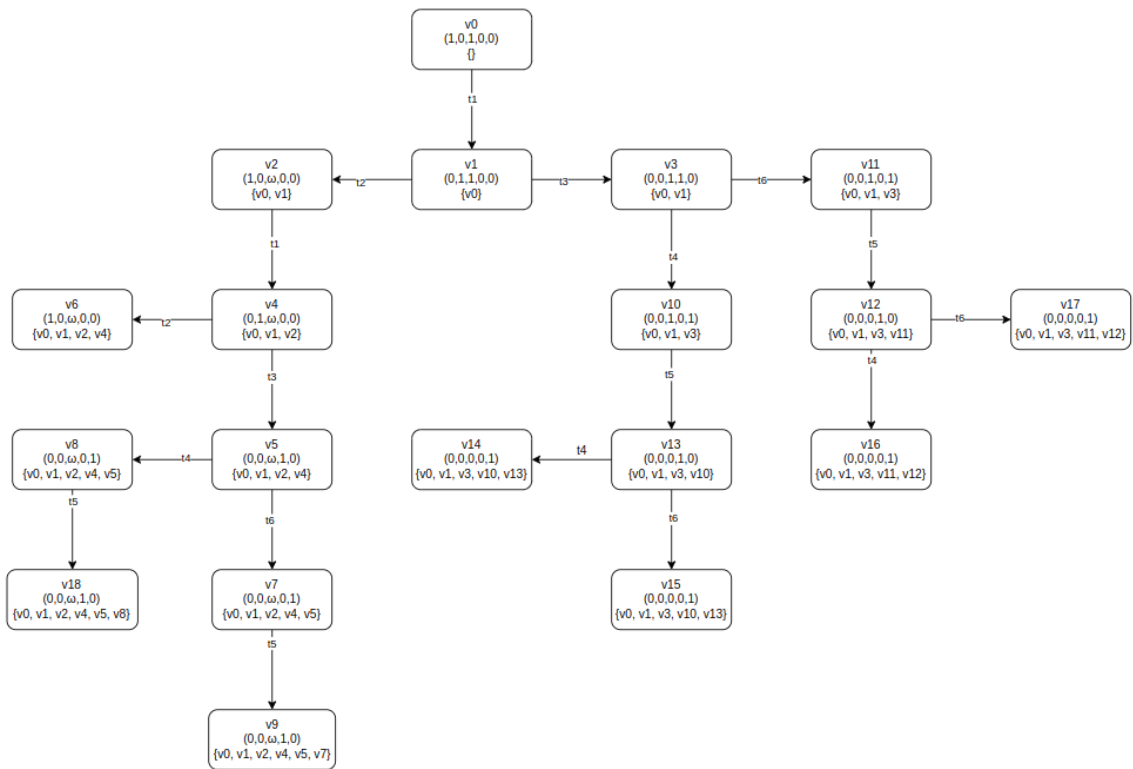 v0
(1,0,1,0,0)
{}
t1
v2
(1,0,ω,0,0)
{v0, v1}
t2
v1
(0,1,1,0,0)
{v0}
t3
v3
(0,0,1,1,0)
{v0, v1}
t6
v11
(0,0,1,0,1)
{v0, v1, v3}
t1
t4
t5
v6
(1,0,ω,0,0)
{v0, v1, v2, v4}
t2
v4
(0,1,ω,0,0)
{v0, v1, v2}
v10
(0,0,1,0,1)
{v0, v1, v3}
v12
(0,0,0,1,0)
{v0, v1, v3, v11}
t6
v17
(0,0,0,0,1)
{v0, v1, v3, v11, v12}
t3
t5
t4
v8
(0,0,ω,0,1)
{v0, v1, v2, v4, v5}
t4
v5
(0,0,ω,1,0)
{v0, v1, v2, v4}
v14
(0,0,0,0,1)
{v0, v1, v3, v10, v13}
t4
v13
(0,0,0,1,0)
{v0, v1, v3, v10}
v16
(0,0,0,0,1)
{v0, v1, v3, v11, v12}
t5
t6
t6
v18
(0,0,ω,1,0)
{v0, v1, v2, v4, v5, v8}
v7
(0,0,ω,0,1)
{v0, v1, v2, v4, v5}
v15
(0,0,0,0,1)
{v0, v1, v3, v10, v13}
t5
v9
(0,0,ω,1,0)
{v0, v1, v2, v4, v5, v7}